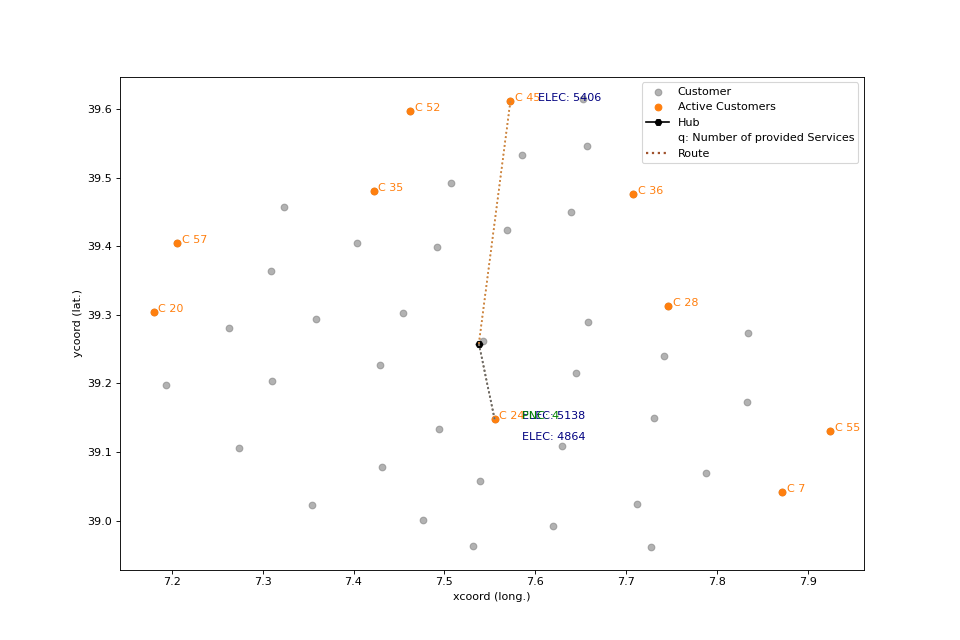 Customer
Active Customers
Hub
q: Number of provided Services
Route
C 45
ELEC: 5406
C 52
C 35
C 36
C 57
C 20
C 28
C 24
ELEC: 5138
ELEC: 4864
C 55
C 7
39.6
39.5
39.4
39.3
39.2
39.1
39.0
ycoord (lat.)
7.2 7.3 7.4 7.5 7.6 7.7 7.8 7.9
xcoord (long.)